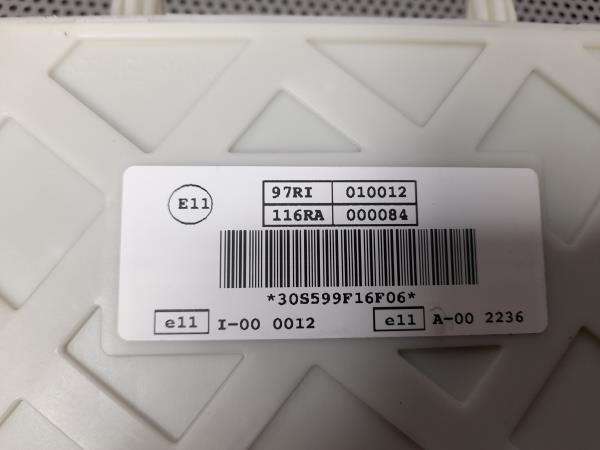 E11
97RI 010012
116RA 000084
*30S599F16F06*
e11 I-00 0012 e11 A-00 2236